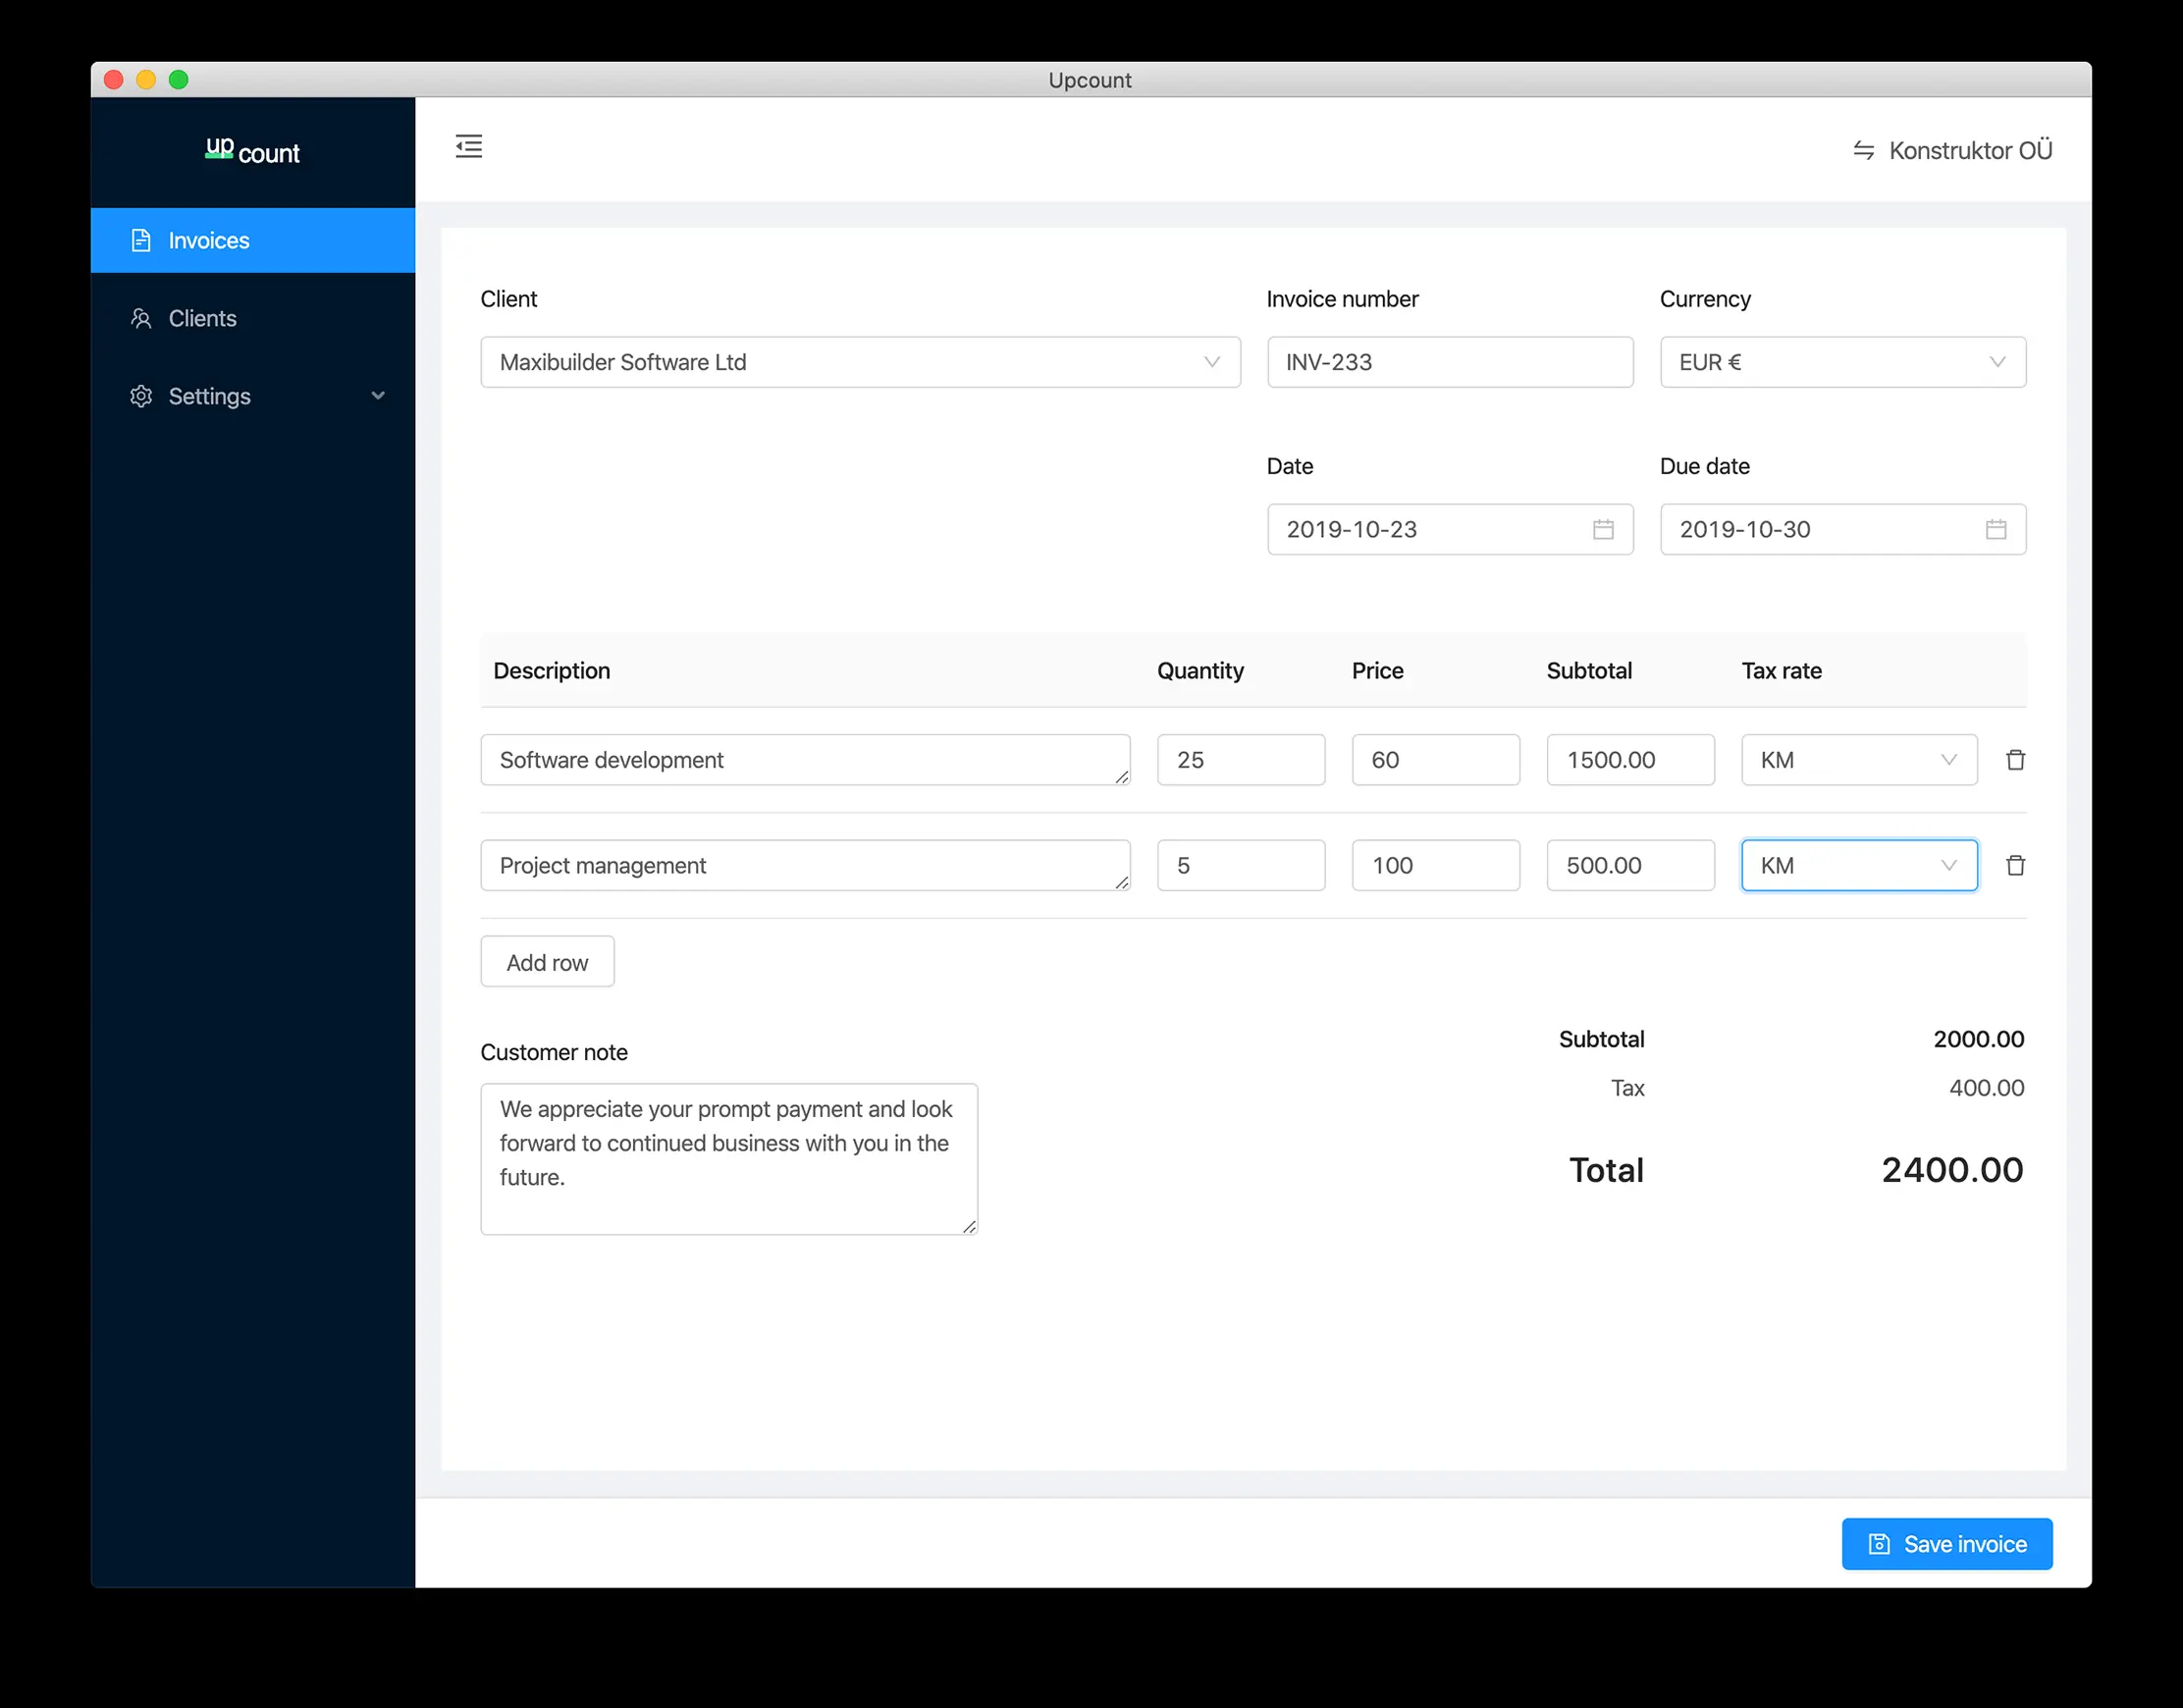 Upcount
up count
Konstruktor OÜ
Invoices
Clients
Settings
Client
Invoice number
Currency
Maxibuilder Software Ltd
INV-233
EUR €
Date
Due date
2019-10-23
2019-10-30
Description Quantity Price Subtotal Tax rate
Software development 25 60 1500.00 KM
Project management 5 100 500.00 KM
Add row
Customer note
We appreciate your prompt payment and look
forward to continued business with you in the
future.
Subtotal 2000.00
Tax 400.00
Total 2400.00
Save invoice